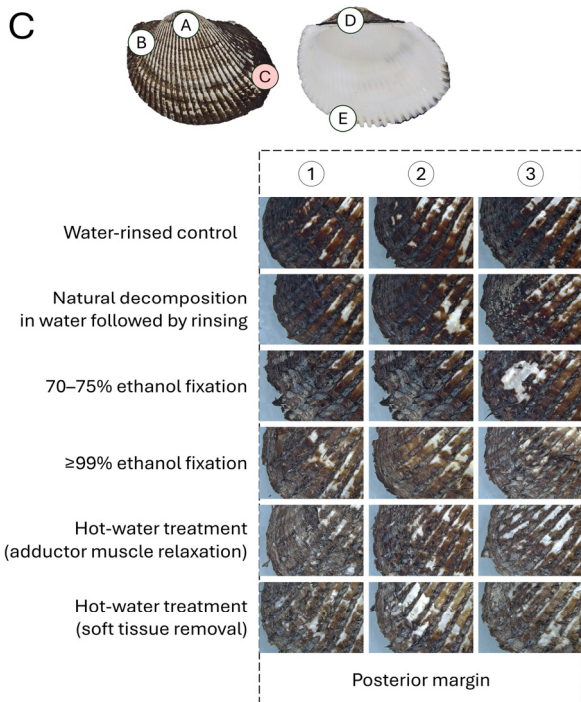 C
A
B
C
D
E
1
2
3
Water-rinsed control
Natural decomposition
in water followed by rinsing
70–75% ethanol fixation
≥99% ethanol fixation
Hot-water treatment
(adductor muscle relaxation)
Hot-water treatment
(soft tissue removal)
Posterior margin